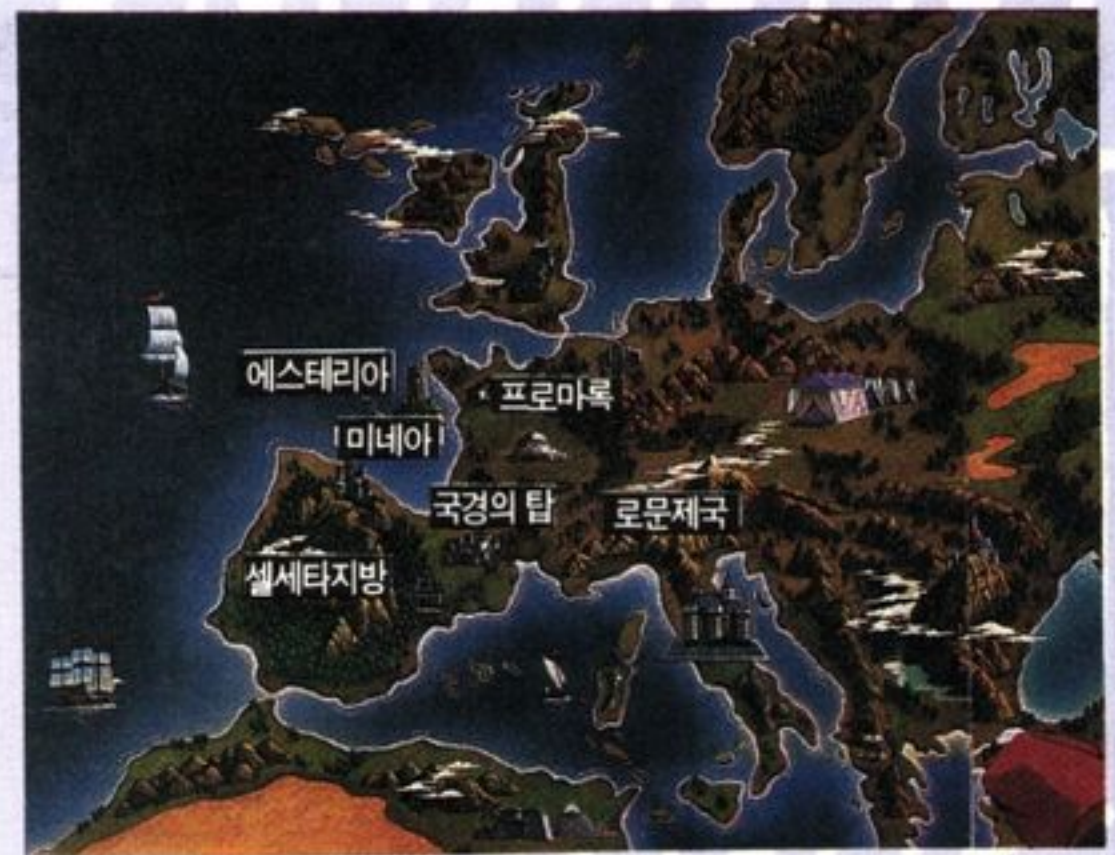 에스테리아
프로마록
미네아
국경의 탑
로문제국
셀세타지방